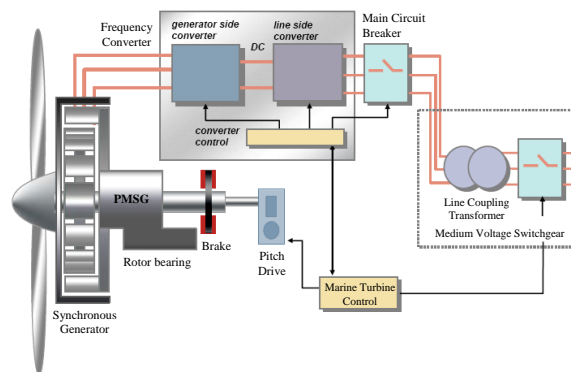 Frequency
Converter
generator side
converter
DC
line side
converter
Main Circuit
Breaker
converter
control
PMSG
Rotor bearing
Brake
Pitch
Drive
Synchronous
Generator
Line Coupling
Transformer
Medium Voltage Switchgear
Marine Turbine
Control